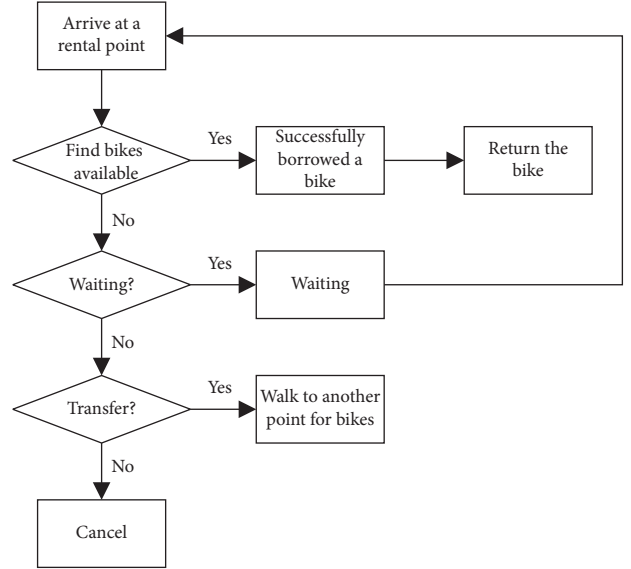 Arrive at a
rental point
Find bikes
available
Yes
Successfully
borrowed a
bike
Return the
bike
No
Waiting?
Yes
Waiting
No
Transfer?
Yes
Walk to another
point for bikes
No
Cancel